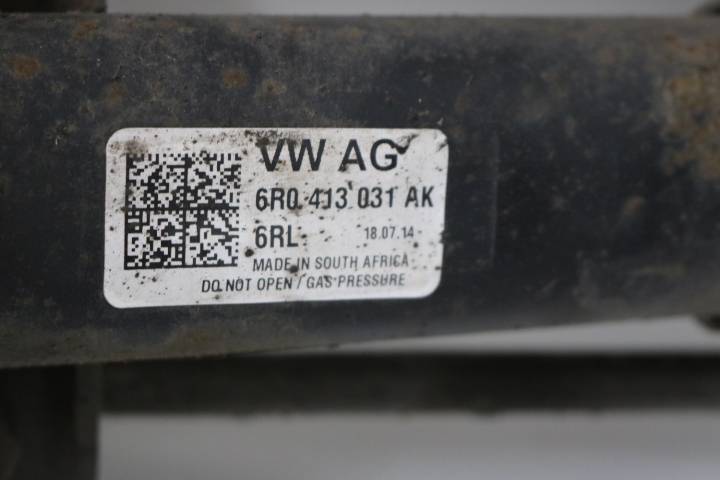 VW AG
6R0 413 031 AK
6RL 18.07.14
MADE IN SOUTH AFRICA
DO NOT OPEN / GAS PRESSURE